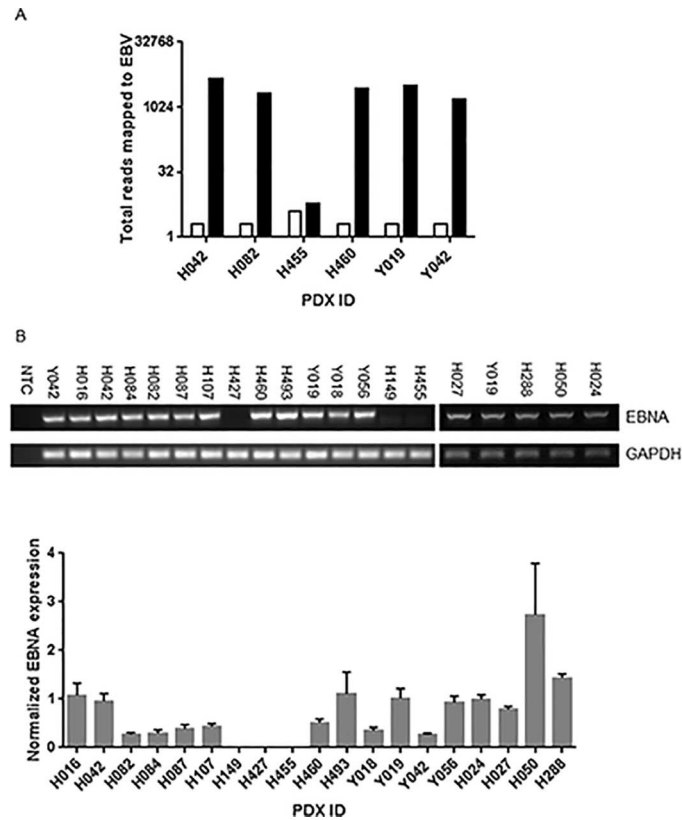 A
Total reads mapped to EBV
32768
1024
32
1
H042 H082 H455 H460 Y019 Y042
PDX ID
B
NTC Y042 H016 H042 H084 H082 H087 H107 H427 H460 H493 Y019 Y018 Y056 H149 H455 H027 Y019 H288 H050 H024
EBNA
GAPDH
Normalized EBNA expression
4
3
2
1
0
H016 H042 H082 H084 H087 H107 H149 H427 H455 H460 H493 Y018 Y019 Y042 Y056 H024 H027 H050 H288
PDX ID